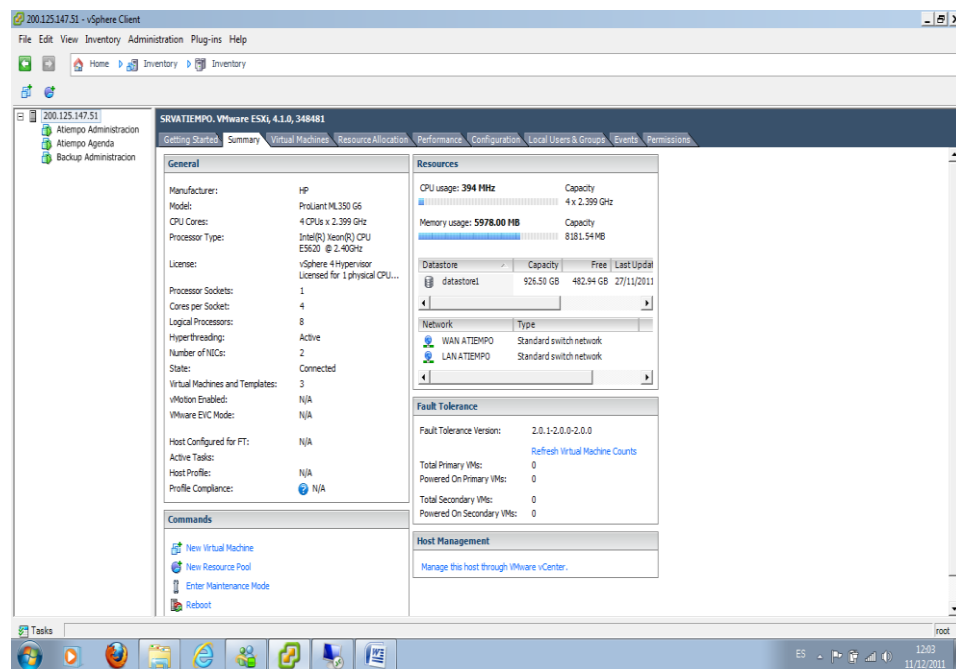 200.125.147.51 - vSphere Client
File Edit View Inventory Administration Plug-ins Help
Home Inventory Inventory
200.125.147.51
Atiempo Administracion
Atiempo Agenda
Backup Administracion
SRVATIEMPO. VMware ESXi, 4.1.0, 348481
Getting Started Summary Virtual Machines Resource Allocation Performance Configuration Local Users & Groups Events Permissions
General
Manufacturer: HP
Model: ProLiant ML350 G6
CPU Cores: 4 CPUs x 2.399 GHz
Processor Type: Intel(R) Xeon(R) CPU
E5620 @ 2.40GHz
License: vSphere 4 Hypervisor
Licensed for 1 physical CPU...
Processor Sockets: 1
Cores per Socket: 4
Logical Processors: 8
Hyperthreading: Active
Number of NICs: 2
State: Connected
Virtual Machines and Templates: 3
vMotion Enabled: N/A
VMware EVC Mode: N/A
Host Configured for FT: N/A
Active Tasks:
Host Profile: N/A
Profile Compliance: N/A
Commands
New Virtual Machine
New Resource Pool
Enter Maintenance Mode
Reboot
Resources
CPU usage: 394 MHz Capacity
4 x 2.399 GHz
Memory usage: 5978.00 MB Capacity
8181.54 MB
Datastore Capacity Free Last Updat
datastore1 926.50 GB 482.94 GB 27/11/2011
Network Type
WAN ATIEMPO Standard switch network
LAN ATIEMPO Standard switch network
Fault Tolerance
Fault Tolerance Version: 2.0.1-2.0.0-2.0.0
Refresh Virtual Machine Counts
Total Primary VMs: 0
Powered On Primary VMs: 0
Total Secondary VMs: 0
Powered On Secondary VMs: 0
Host Management
Manage this host through VMware vCenter.
Tasks root
ES 12:03
11/12/2011